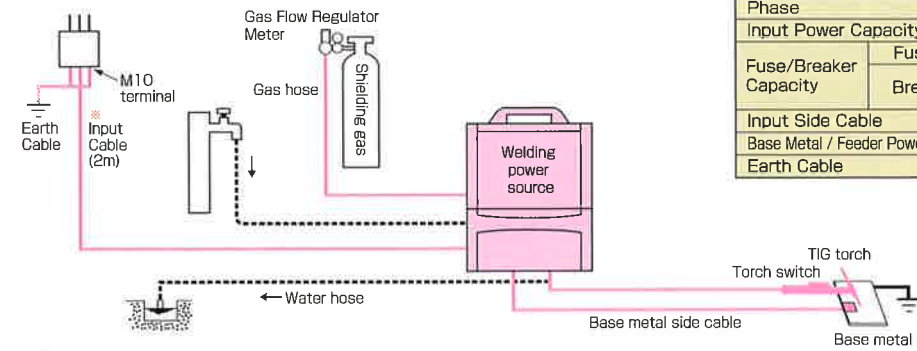 Gas Flow Regulator
Meter
Gas hose
Shielding gas
M10
terminal
Earth
Cable
※
Input
Cable
(2m)
Welding
power
source
←Water hose
TIG torch
Torch switch
Base metal side cable
Base metal
Phase
Input Power Capacity
Fuse/Breaker
Capacity
Input Side Cable
Base Metal / Feeder
Earth Cable